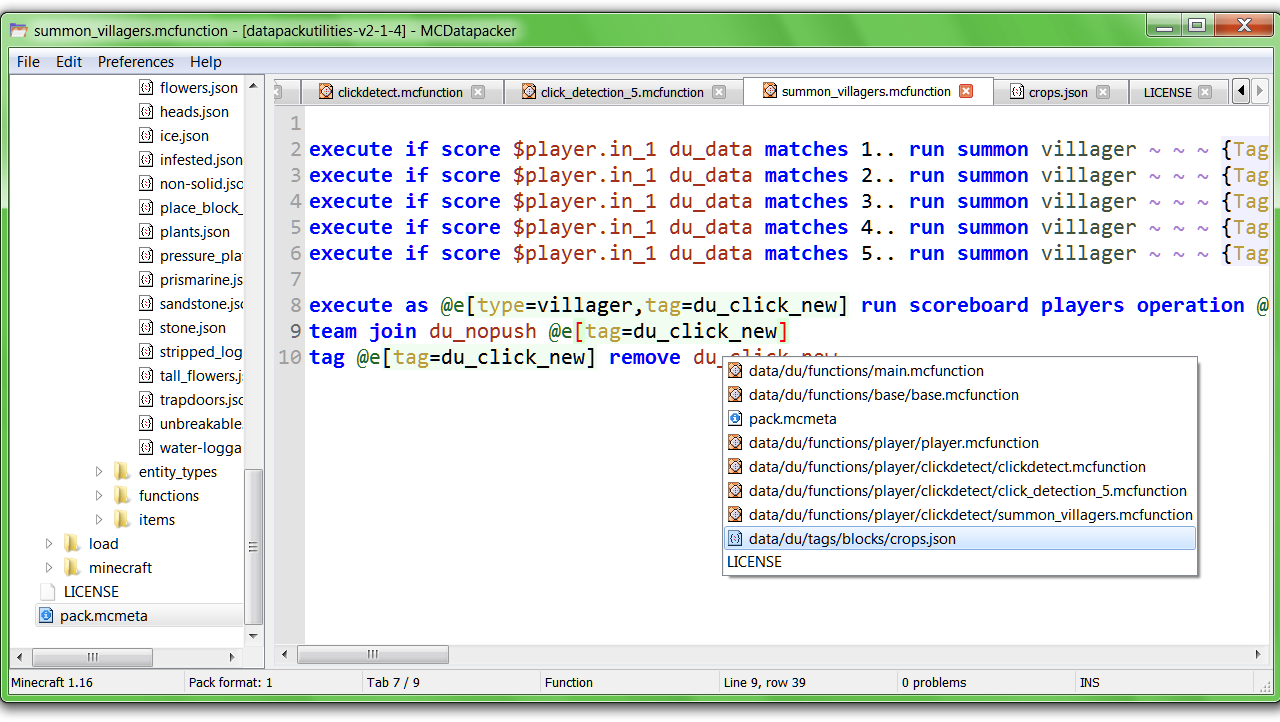 summon_villagers.mcfunction - [datapackutilities-v2-1-4] - MCDatapacker
File Edit Preferences Help
flowers.json
heads.json
ice.json
infested.json
non-solid.jsc
place_block_
plants.json
pressure_pla
prismarine.js
sandstone.jsc
stone.json
stripped_log
tall_flowers.j
trapdoors.jsc
unbreakable.
water-logga
entity_types
functions
items
load
minecraft
LICENSE
pack.mcmeta
clickdetect.mcfunction click_detection_5.mcfunction summon_villagers.mcfunction crops.json LICENSE
1
2 execute if score $player.in_1 du_data matches 1.. run summon villager ~ ~ ~ {Tag
3 execute if score $player.in_1 du_data matches 2.. run summon villager ~ ~ ~ {Tag
4 execute if score $player.in_1 du_data matches 3.. run summon villager ~ ~ ~ {Tag
5 execute if score $player.in_1 du_data matches 4.. run summon villager ~ ~ ~ {Tag
6 execute if score $player.in_1 du_data matches 5.. run summon villager ~ ~ ~ {Tag
7
8 execute as @e[type=villager,tag=du_click_new] run scoreboard players operation @
9 team join du_nopush @e[tag=du_click_new]
10 tag @e[tag=du_click_new] remove du_click_new
data/du/functions/main.mcfunction
data/du/functions/base/base.mcfunction
pack.mcmeta
data/du/functions/player/player.mcfunction
data/du/functions/player/clickdetect/clickdetect.mcfunction
data/du/functions/player/clickdetect/click_detection_5.mcfunction
data/du/functions/player/clickdetect/summon_villagers.mcfunction
data/du/tags/blocks/crops.json
LICENSE
Minecraft 1.16 Pack format: 1 Tab 7 / 9 Function Line 9, row 39 0 problems INS